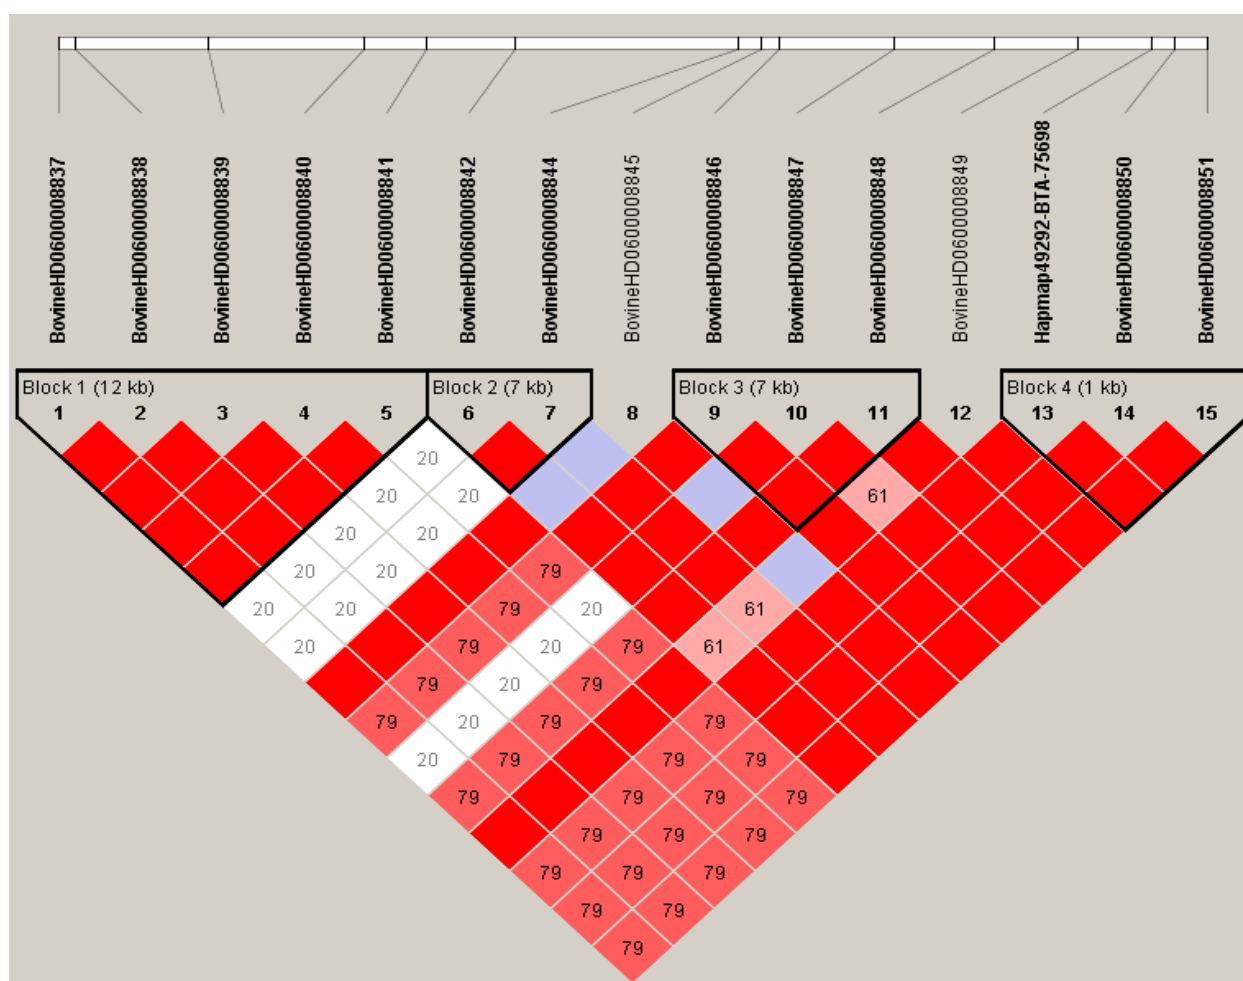 BovineHD0600008837
BovineHD0600008838
BovineHD0600008839
BovineHD0600008840
BovineHD0600008841
BovineHD0600008842
BovineHD0600008844
BovineHD0600008845
BovineHD0600008846
BovineHD0600008847
BovineHD0600008848
BovineHD0600008849
Hapmap49292-BTA-75698
BovineHD0600008850
BovineHD0600008851
Block 1 (12 kb) Block 2 (7 kb) Block 3 (7 kb) Block 4 (1 kb)
1 2 3 4 5 6 7 8 9 10 11 12 13 14 15
20
20 20 61
20 20
20 20 79
20 20 79 20 61
20 79 20 79 61
79 20 79
79 20 79 79
20 79 79 79
79 79 79 79
79 79 79
79 79 79
79 79
79